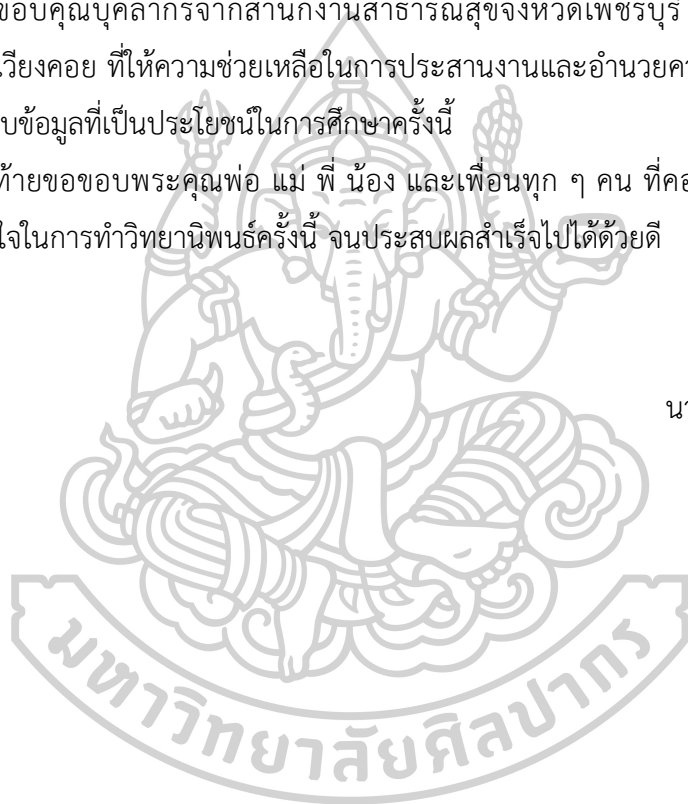 ขอบคุณบุคลากรจากสำนักงานสาธารณสุขจังหวัดเพชรบุรี
เวียงคอย ที่ให้ความช่วยเหลือในการประสานงานและอำนวยคว
บข้อมูลที่เป็นประโยชน์ในการศึกษาครั้งนี้
ท้ายขอขอบพระคุณพ่อ แม่ พี่ น้อง และเพื่อนทุก ๆ คน ที่คอ
ใจในการทำวิทยานิพนธ์ครั้งนี้ จนประสบผลสำเร็จไปได้ด้วยดี
นา
มหาวิทยาลัยศิลปากร